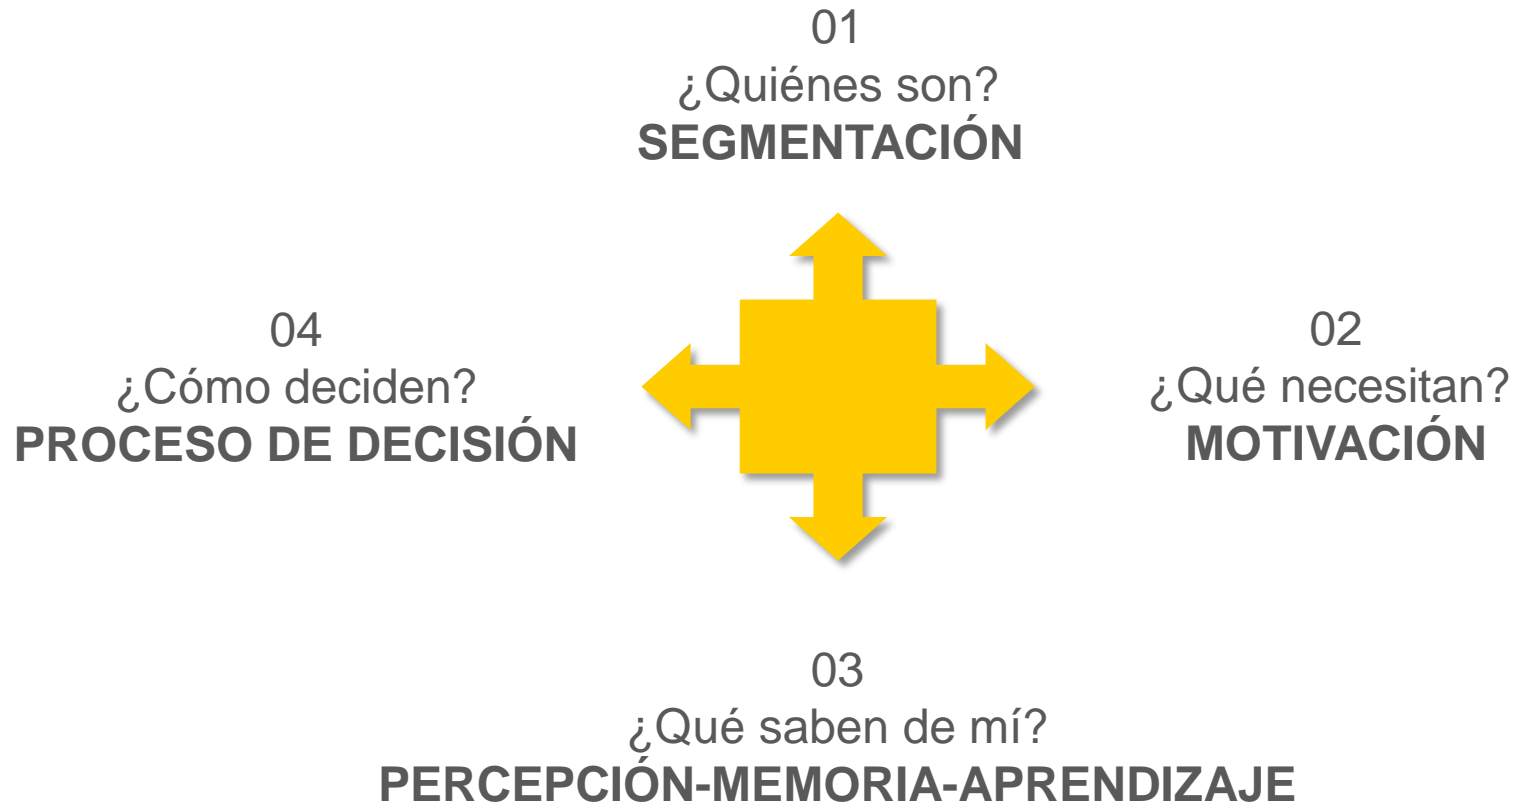 01
¿Quiénes son?
SEGMENTACIÓN
02
¿Qué necesitan?
MOTIVACIÓN
03
¿Qué saben de mí?
PERCEPCIÓN-MEMORIA-APRENDIZAJE
04
¿Cómo deciden?
PROCESO DE DECISIÓN